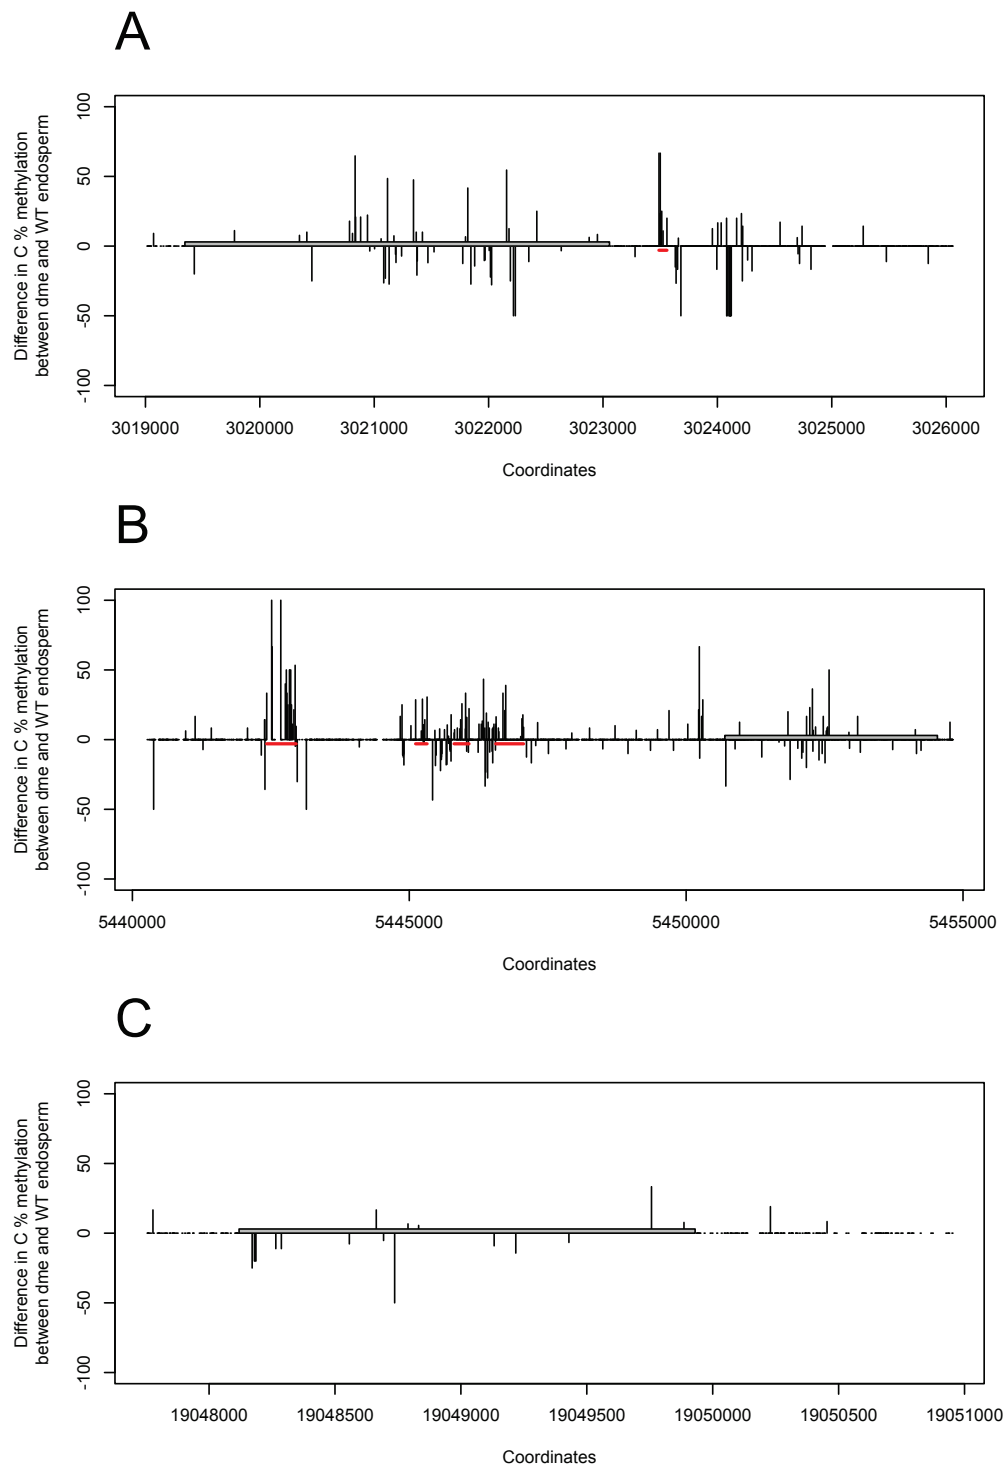 A
Difference in C % methylation
between dme and WT endosperm
100
50
0
-50
-100
3019000 3020000 3021000 3022000 3023000 3024000 3025000 3026000
Coordinates
B
Difference in C % methylation
between dme and WT endosperm
100
50
0
-50
-100
5440000 5445000 5450000 5455000
Coordinates
C
Difference in C % methylation
between dme and WT endosperm
100
50
0
-50
-100
19048000 19048500 19049000 19049500 19050000 19050500 19051000
Coordinates